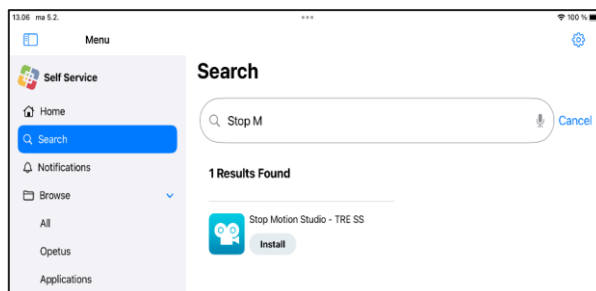 13.06 ma 5.2.
100 %
Menu
Self Service
Home
Search
Notifications
Browse
All
Opetus
Applications
Search
Stop M
Cancel
1 Results Found
Stop Motion Studio - TRE SS
Install